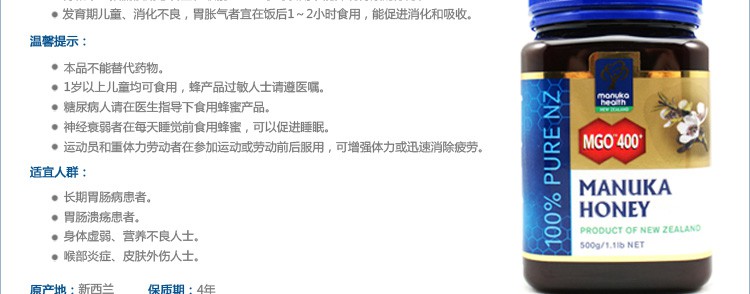 • 发育期儿童、消化不良，胃胀气者宜在饭后1～2小时食用，能促进消化和吸收。
温馨提示：
• 本品不能替代药物。
• 1岁以上儿童均可食用，蜂产品过敏人士请遵医嘱。
• 糖尿病人请在医生指导下食用蜂蜜产品。
• 神经衰弱者在每天睡觉前食用蜂蜜，可以促进睡眠。
• 运动员和重体力劳动者在参加运动或劳动前后服用，可增强体力或迅速消除疲劳。
适宜人群：
• 长期胃肠病患者。
• 胃肠溃疡患者。
• 身体虚弱、营养不良人士。
• 喉部炎症、皮肤外伤人士。
原产地：新西兰 保质期：4年
100% PURE NZ
manuka
health
NEW ZEALAND
MGO™ 400+
MANUKA
HONEY
PRODUCT OF NEW ZEALAND
500g/1.1lb NET